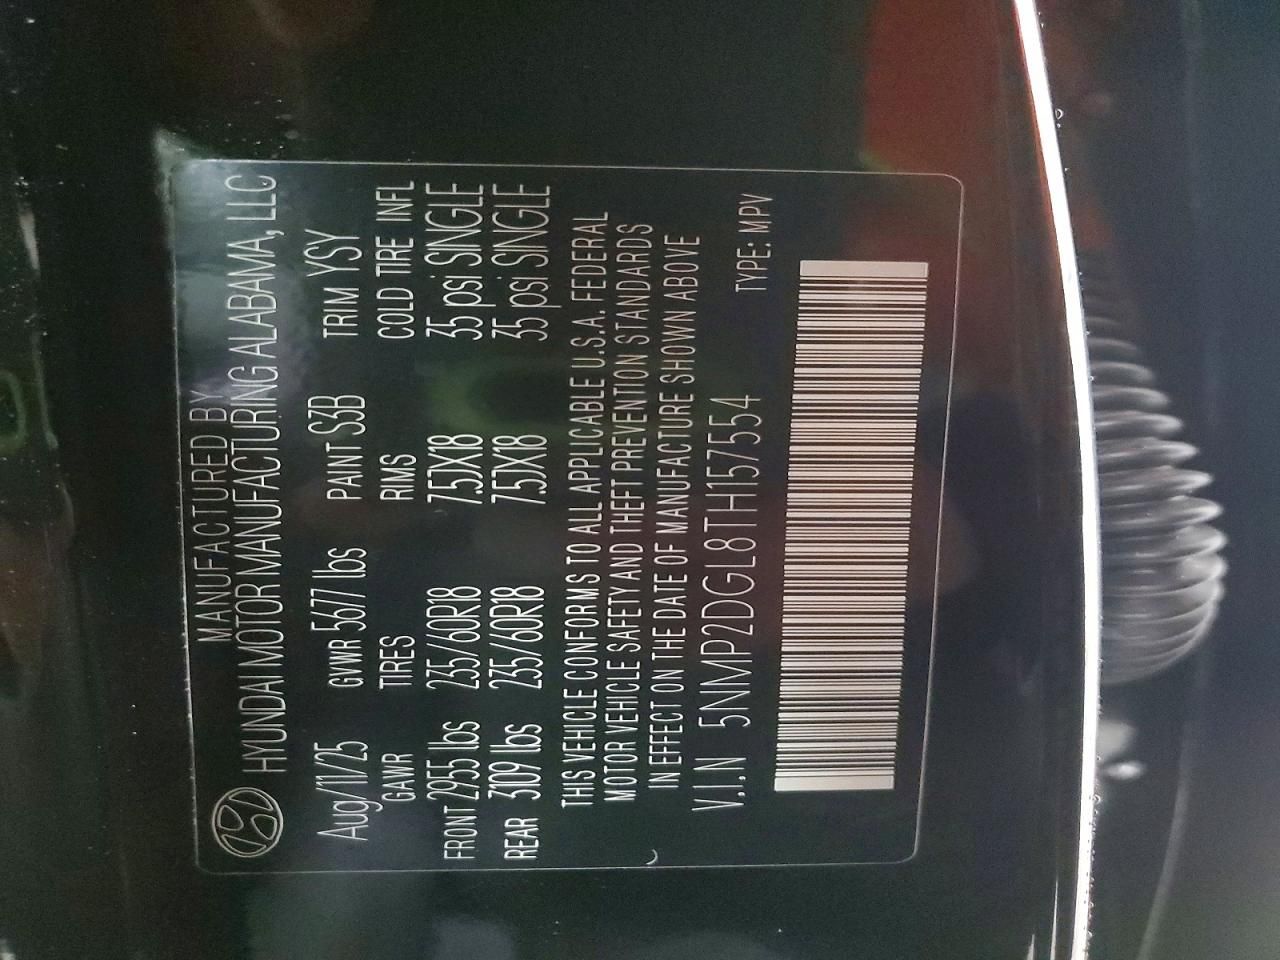 MANUFACTURED BY
HYUNDAI MOTOR MANUFACTURING ALABAMA, LLC
Aug/11/25 GVWR 5677 lbs PAINT S3B TRIM YSY
GAWR TIRES RIMS COLD TIRE INFL
FRONT 2955 lbs 235/60R18 7.5JX18 35 psi SINGLE
REAR 3109 lbs 235/60R18 7.5JX18 35 psi SINGLE
THIS VEHICLE CONFORMS TO ALL APPLICABLE U.S.A. FEDERAL
MOTOR VEHICLE SAFETY AND THEFT PREVENTION STANDARDS
IN EFFECT ON THE DATE OF MANUFACTURE SHOWN ABOVE
V.I.N 5NMP2DGL8TH157554
TYPE: MPV